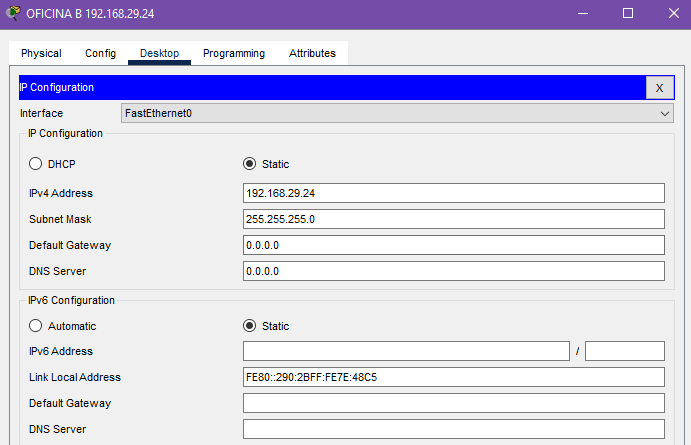 OFICINA B 192.168.29.24
Physical Config Desktop Programming Attributes
IP Configuration X
Interface FastEthernet0
IP Configuration
DHCP Static
IPv4 Address 192.168.29.24
Subnet Mask 255.255.255.0
Default Gateway 0.0.0.0
DNS Server 0.0.0.0
IPv6 Configuration
Automatic Static
IPv6 Address /
Link Local Address FE80::290:2BFF:FE7E:48C5
Default Gateway
DNS Server